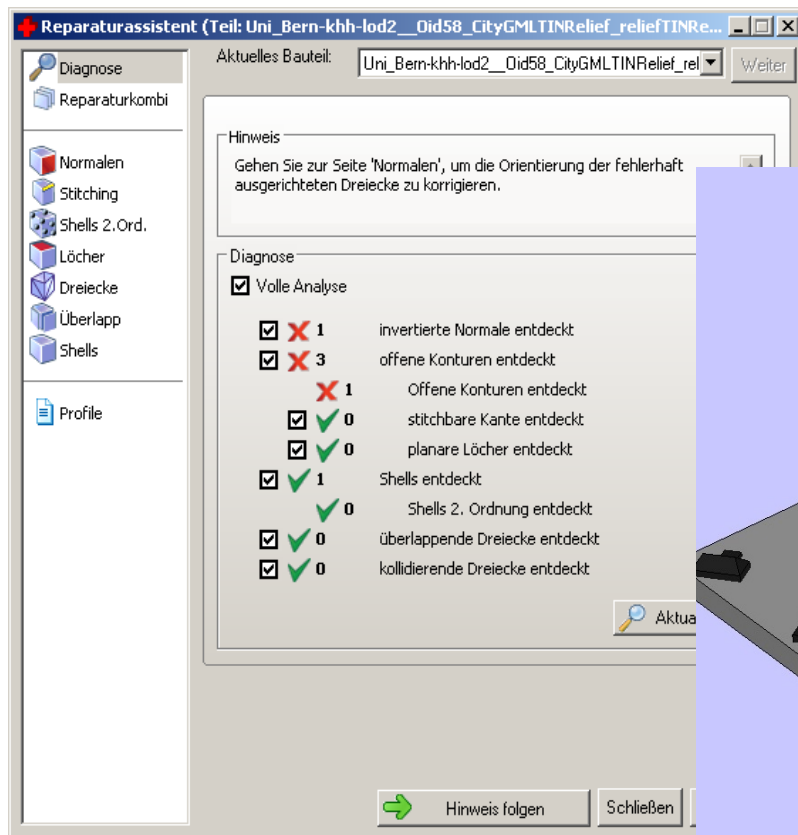 Reparaturassistent (Teil: Uni_Bern-khh-lod2__Oid58_CityGMLTINRelief_reliefTINRe...
Diagnose
Reparaturkombi
Normalen
Stitching
Shells 2.Ord.
Löcher
Dreiecke
Überlapp
Shells
Profile
Aktuelles Bauteil:
Uni_Bern-khh-lod2__Oid58_CityGMLTINRelief_rel
Weiter
Hinweis
Gehen Sie zur Seite 'Normalen', um die Orientierung der fehlerhaft
ausgerichteten Dreiecke zu korrigieren.
Diagnose
Volle Analyse
1 invertierte Normale entdeckt
3 offene Konturen entdeckt
1 Offene Konturen entdeckt
0 stitchbare Kante entdeckt
0 planare Löcher entdeckt
1 Shells entdeckt
0 Shells 2. Ordnung entdeckt
0 überlappende Dreiecke entdeckt
0 kollidierende Dreiecke entdeckt
Aktua
Hinweis folgen
Schließen